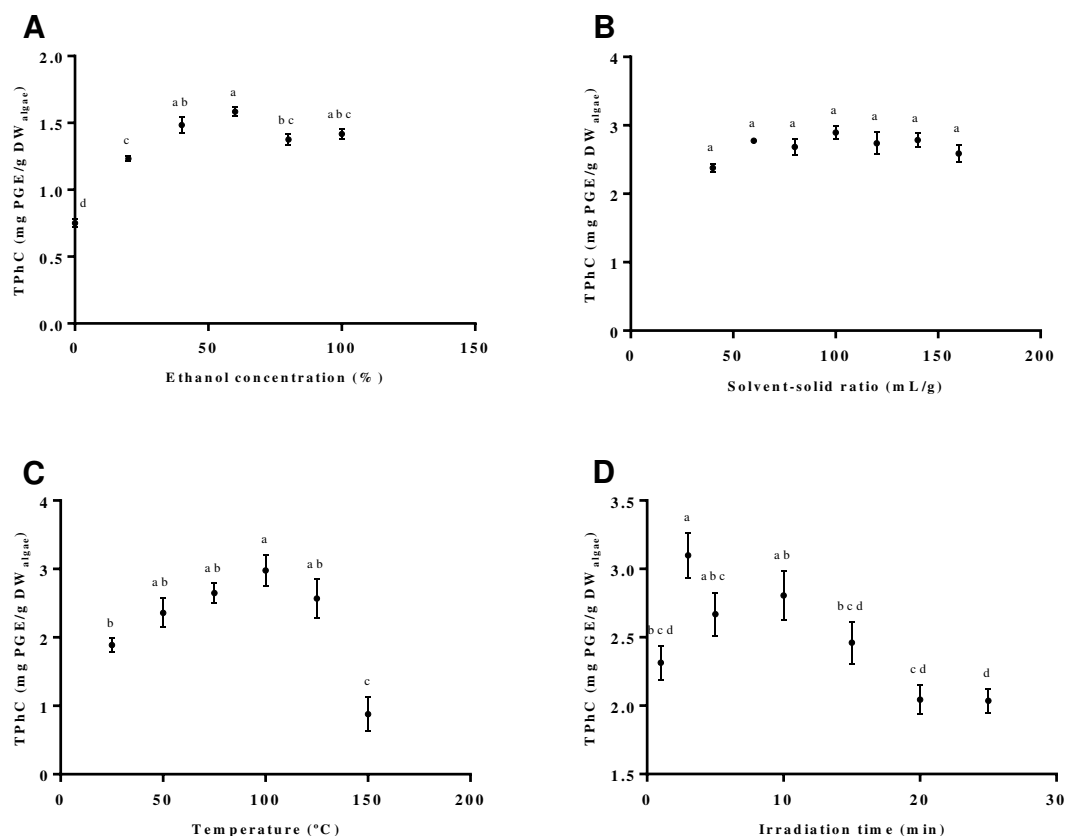 A
TPhC (mg PGE/g DW algae)
2.0
1.5
1.0
0.5
0.0
d
c
a b
a
b c
a b c
0
50
100
150
Ethanol concentration (% )
B
TPhC (mg PGE/g DW algae)
4
3
2
1
0
a
a
a
a
a
a
a
0
50
100
150
200
Solvent-solid ratio (mL/g)
C
TPhC (mg PGE/g DW algae)
4
3
2
1
0
b
a b
a b
a
a b
c
0
50
100
150
200
Temperature (ºC)
D
TPhC (mg PGE/g DW algae)
3.5
3.0
2.5
2.0
1.5
b c d
a
a b c
a b
b c d
c d
d
0
10
20
30
Irradiation time (min)